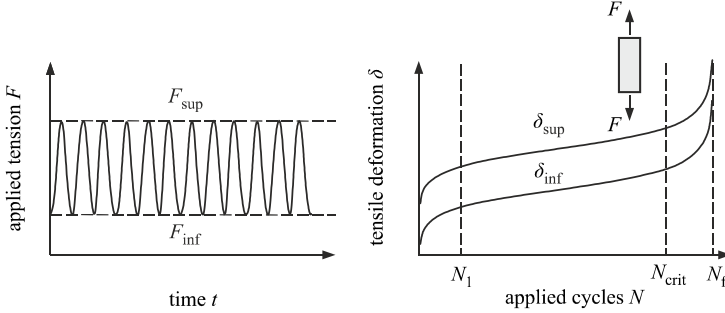 applied tension F
F_sup
F_inf
time t
tensile deformation δ
F
F
δ_sup
δ_inf
N_1
N_crit
N_f
applied cycles N